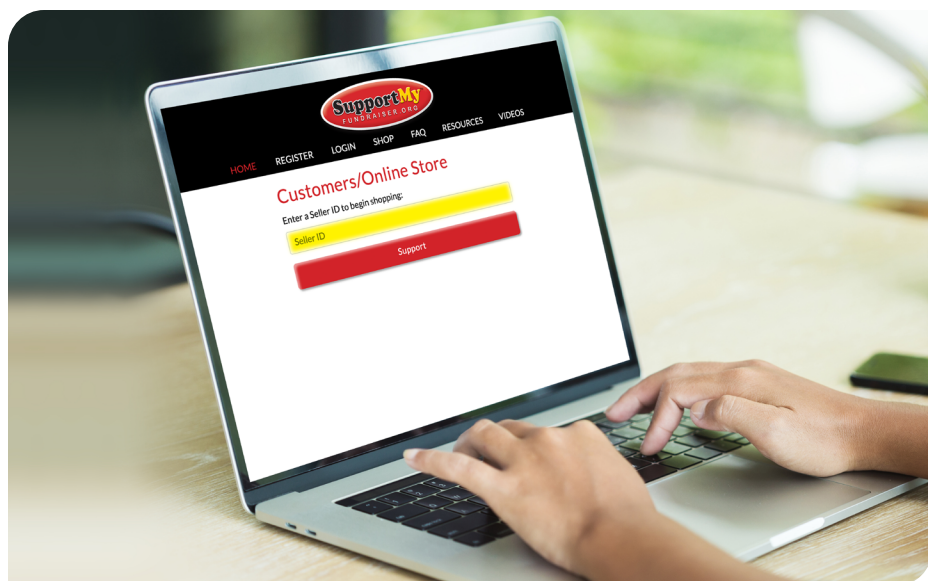 SupportMy
FUNDRAISER.ORG
HOME REGISTER LOGIN SHOP FAQ RESOURCES VIDEOS
Customers/Online Store
Enter a Seller ID to begin shopping:
Seller ID
Support